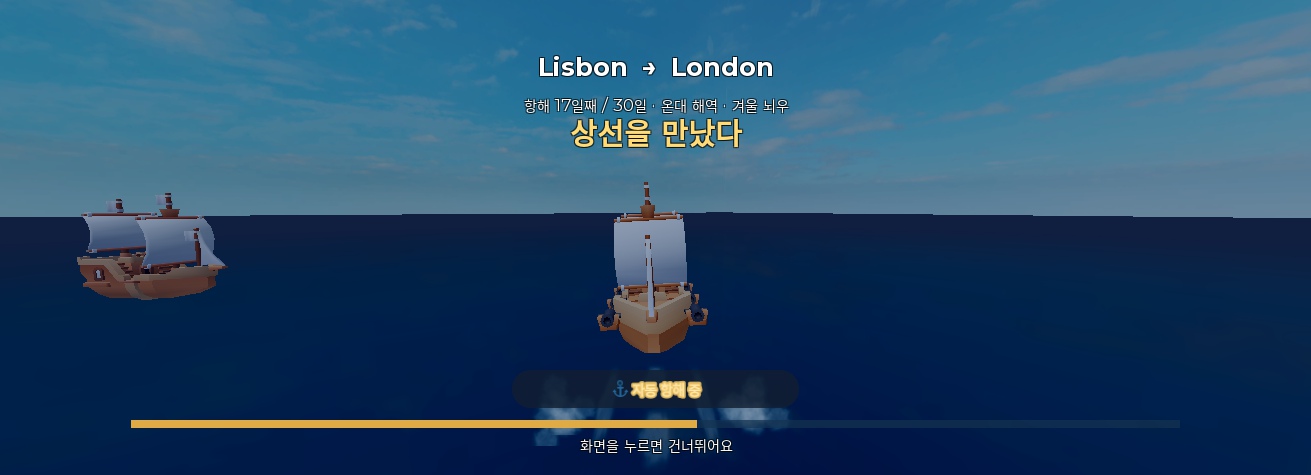 Lisbon → London
항해 17일째 / 30일 · 온대 해역 · 겨울 뇌우
상선을 만났다
⚓ 자동 항해 중
화면을 누르면 건너뛰어요